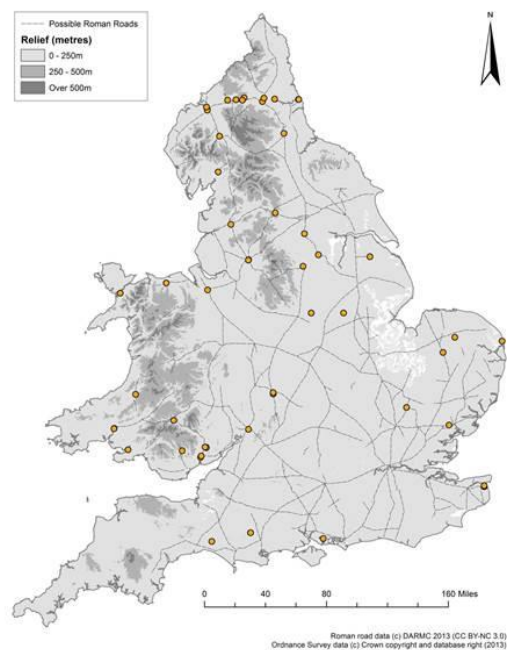 Possible Roman Roads
Relief (metres)
0 - 250m
250 - 500m
Over 500m
N
0 40 80 160 Miles
Roman road data (c) DARMC 2013 (CC BY-NC 3.0)
Ordnance Survey data (c) Crown copyright and database right (2013)